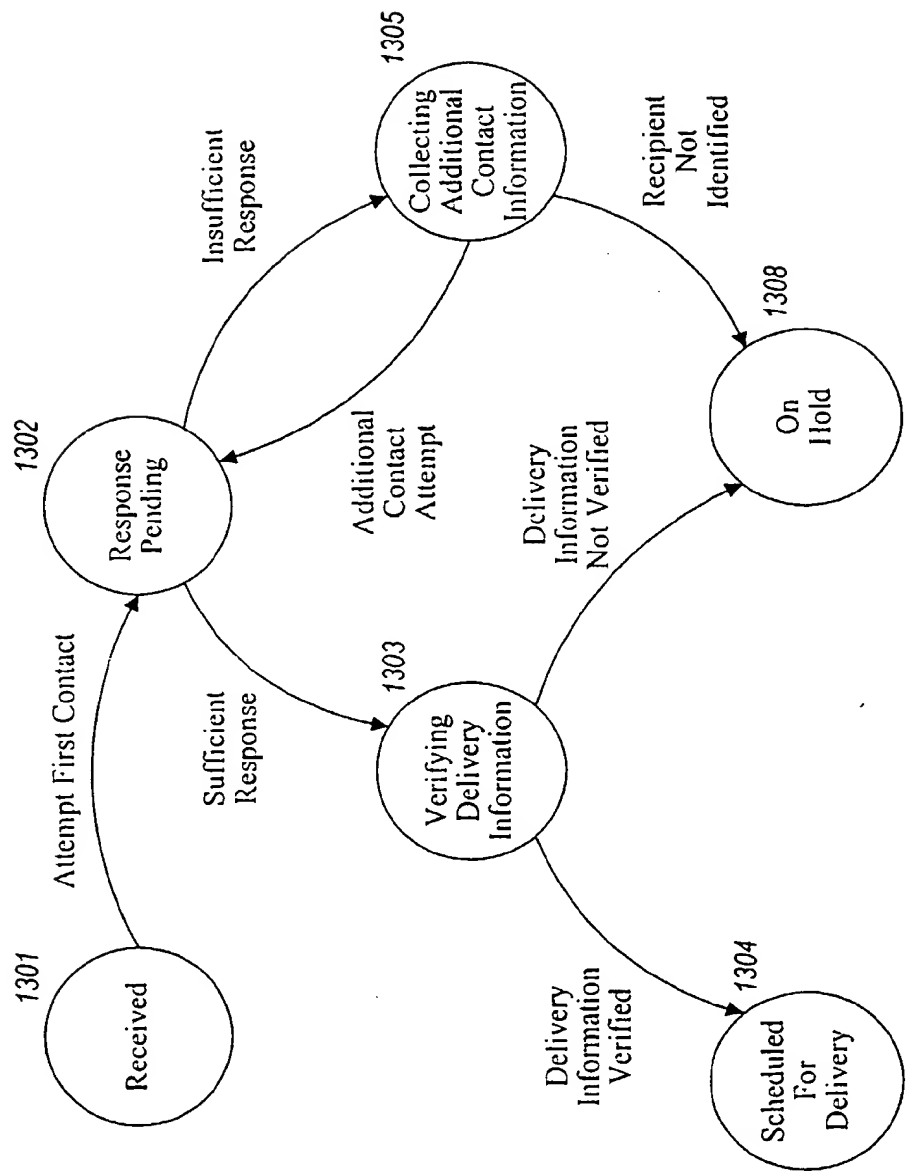 1301
Received
Attempt First Contact
1302
Response
Pending
Insufficient
Response
1305
Collecting
Additional
Contact
Information
Sufficient
Response
Additional
Contact
Attempt
1303
Verifying
Delivery
Information
Recipient
Not
Identified
Delivery
Information
Not Verified
Delivery
Information
Verified
1304
Scheduled
For
Delivery
1308
On
Hold